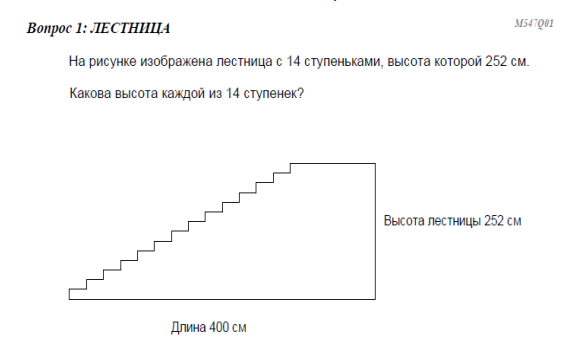 Вопрос 1: ЛЕСТНИЦА
M547Q01
На рисунке изображена лестница с 14 ступеньками, высота которой 252 см.
Какова высота каждой из 14 ступенек?
Высота лестницы 252 см
Длина 400 см